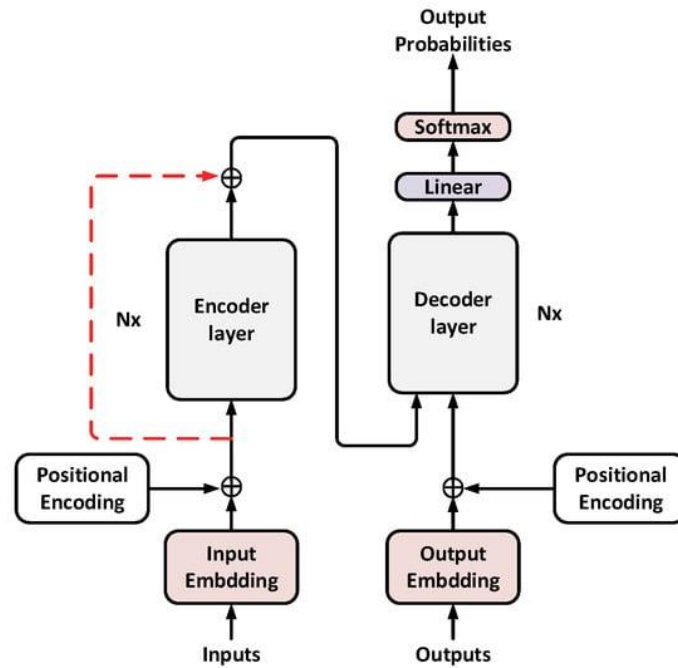 Output
Probabilities
Softmax
Linear
Encoder
layer
Nx
Decoder
layer
Nx
Positional
Encoding
Positional
Encoding
Input
Embdding
Output
Embdding
Inputs
Outputs